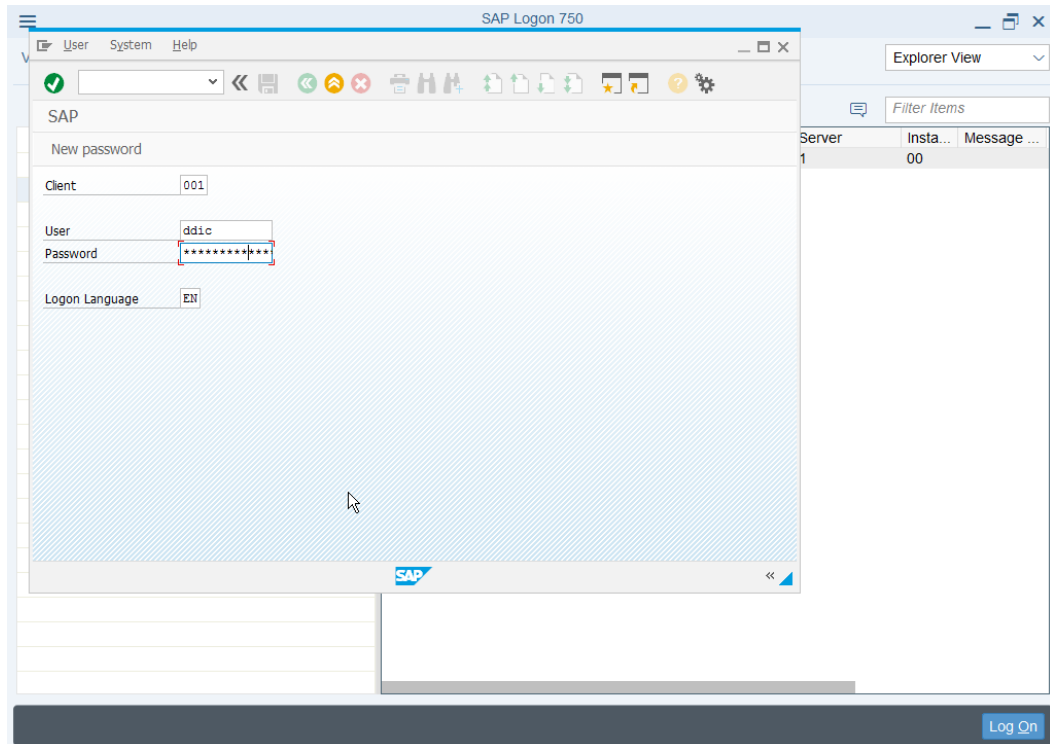 SAP Logon 750
User System Help
Explorer View
SAP
Filter Items
New password
Server Insta... Message ...
1 00
Client 001
User ddic
Password *************
Logon Language EN
SAP
Log On